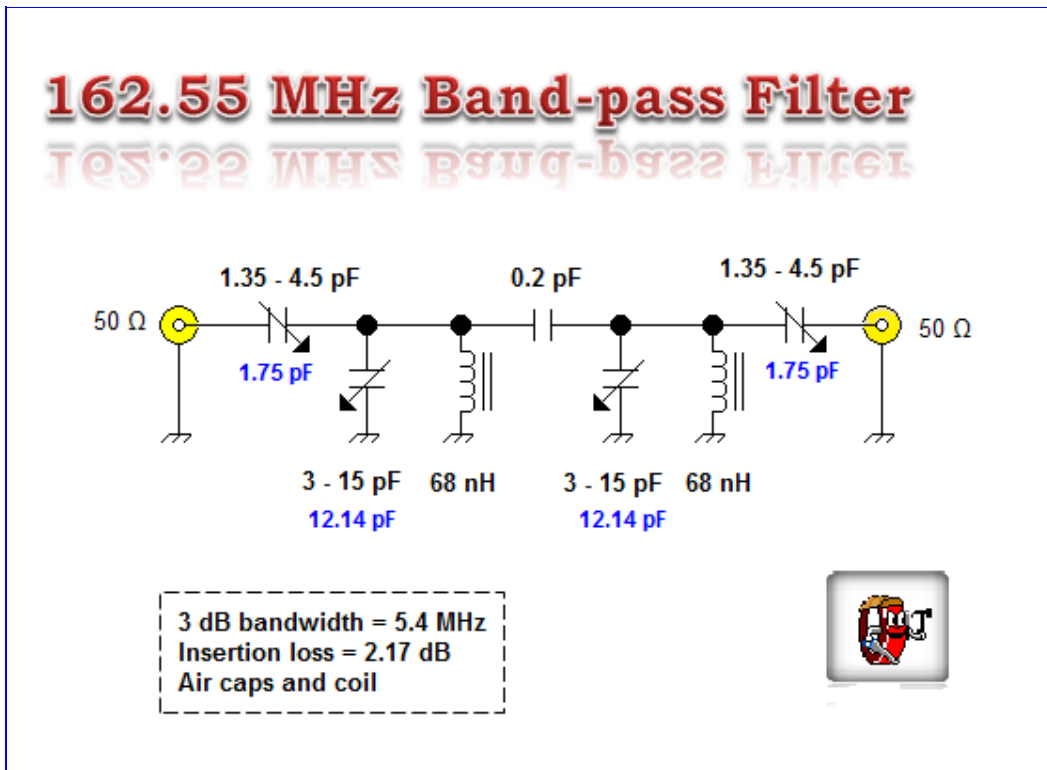 162.55 MHz Band-pass Filter
1.35 - 4.5 pF
0.2 pF
1.35 - 4.5 pF
50 Ω
50 Ω
1.75 pF
1.75 pF
3 - 15 pF
68 nH
3 - 15 pF
68 nH
12.14 pF
12.14 pF
3 dB bandwidth = 5.4 MHz
Insertion loss = 2.17 dB
Air caps and coil